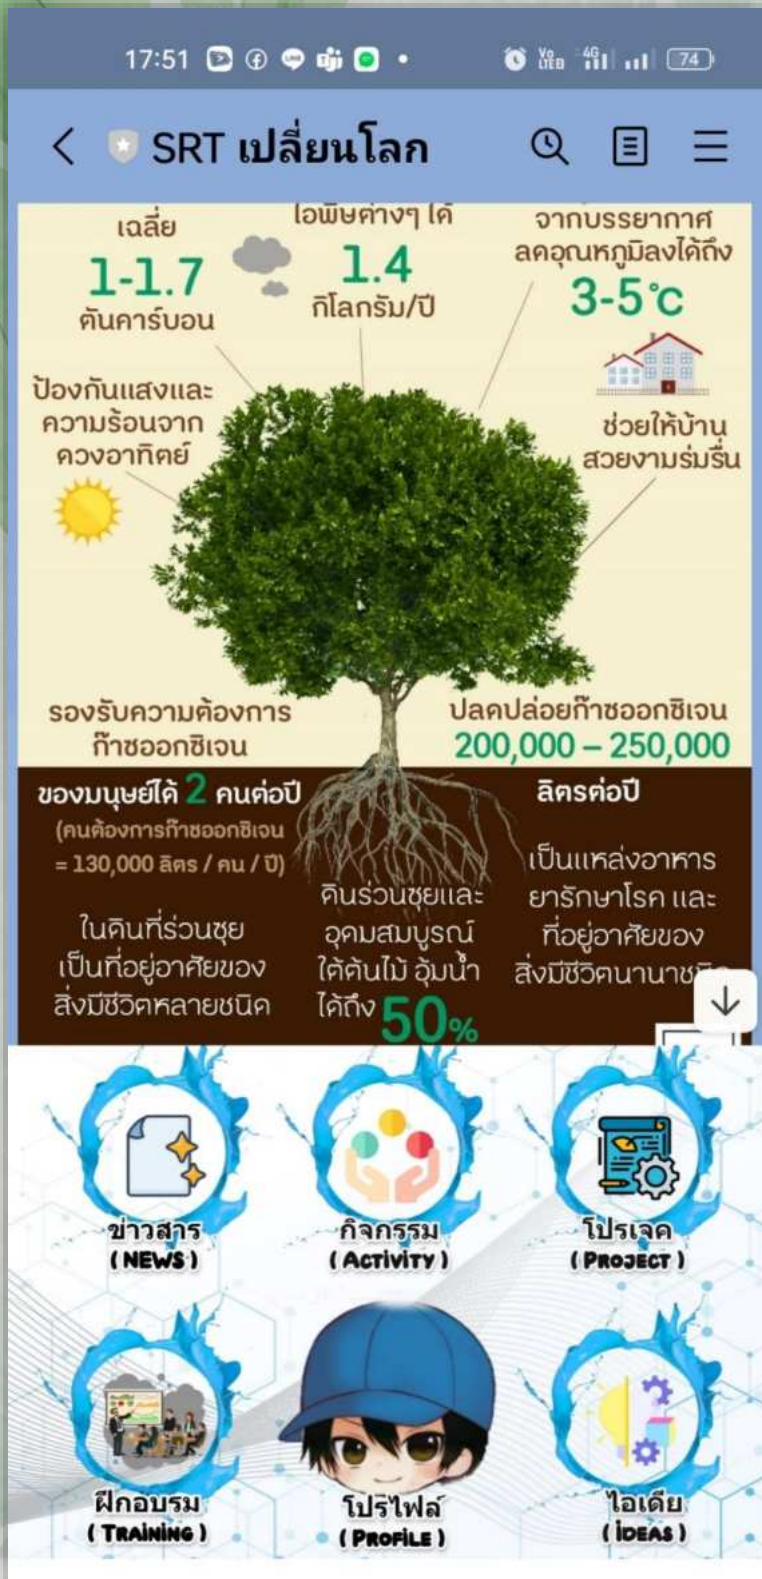 17:51
Vo LTE 4G 74
SRT เปลี่ยนโลก
เฉลี่ย
1-1.7
ตันคาร์บอน
ไอพิษต่างๆ ได้
1.4
กิโลกรัม/ปี
จากบรรยากาศ
ลดอุณหภูมิลงได้ถึง
3-5°C
ป้องกันแสงและ
ความร้อนจาก
ดวงอาทิตย์
ช่วยให้บ้าน
สวยงามร่มรื่น
รองรับความต้องการ
ก๊าซออกซิเจน
ของมนุษย์ได้ 2 คนต่อปี
(คนต้องการก๊าซออกซิเจน
= 130,000 ลิตร / คน / ปี)
ปลดปล่อยก๊าซออกซิเจน
200,000 – 250,000
ลิตรต่อปี
ในดินที่ร่วนซุย
เป็นที่อยู่อาศัยของ
สิ่งมีชีวิตหลายชนิด
ดินร่วนซุยและ
อุดมสมบูรณ์
ใต้ต้นไม้ อุ้มน้ำ
ได้ถึง 50%
เป็นแหล่งอาหาร
ยารักษาโรค และ
ที่อยู่อาศัยของ
สิ่งมีชีวิตนานาชนิด
ข่าวสาร
(NEWS)
กิจกรรม
(ACTIVITY)
โปรเจค
(PROJECT)
ฝึกอบรม
(TRAINING)
โปรไฟล์
(PROFILE)
ไอเดีย
(IDEAS)